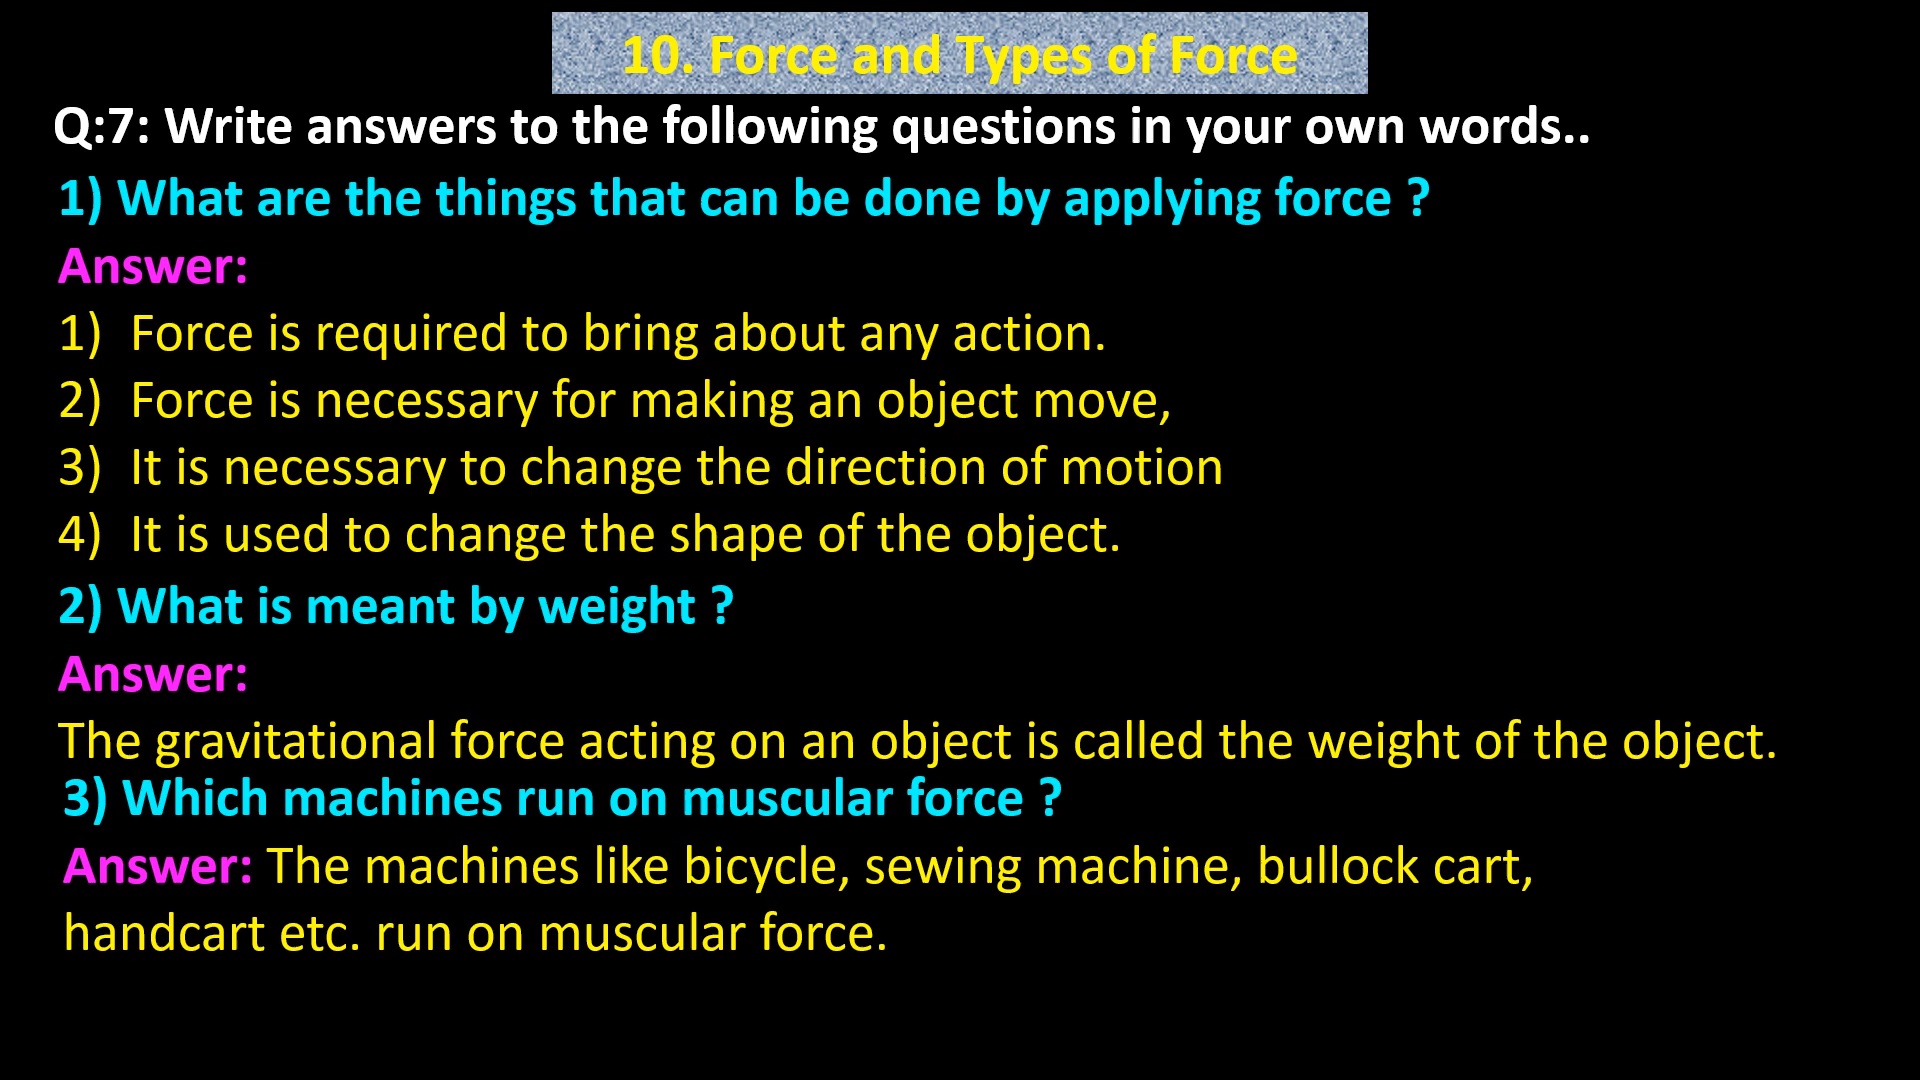 10. Force and Types of Force
Q:7: Write answers to the following questions in your own words..
1) What are the things that can be done by applying force ?
Answer:
1) Force is required to bring about any action.
2) Force is necessary for making an object move,
3) It is necessary to change the direction of motion
4) It is used to change the shape of the object.
2) What is meant by weight ?
Answer:
The gravitational force acting on an object is called the weight of the object.
3) Which machines run on muscular force ?
Answer: The machines like bicycle, sewing machine, bullock cart,
handcart etc. run on muscular force.